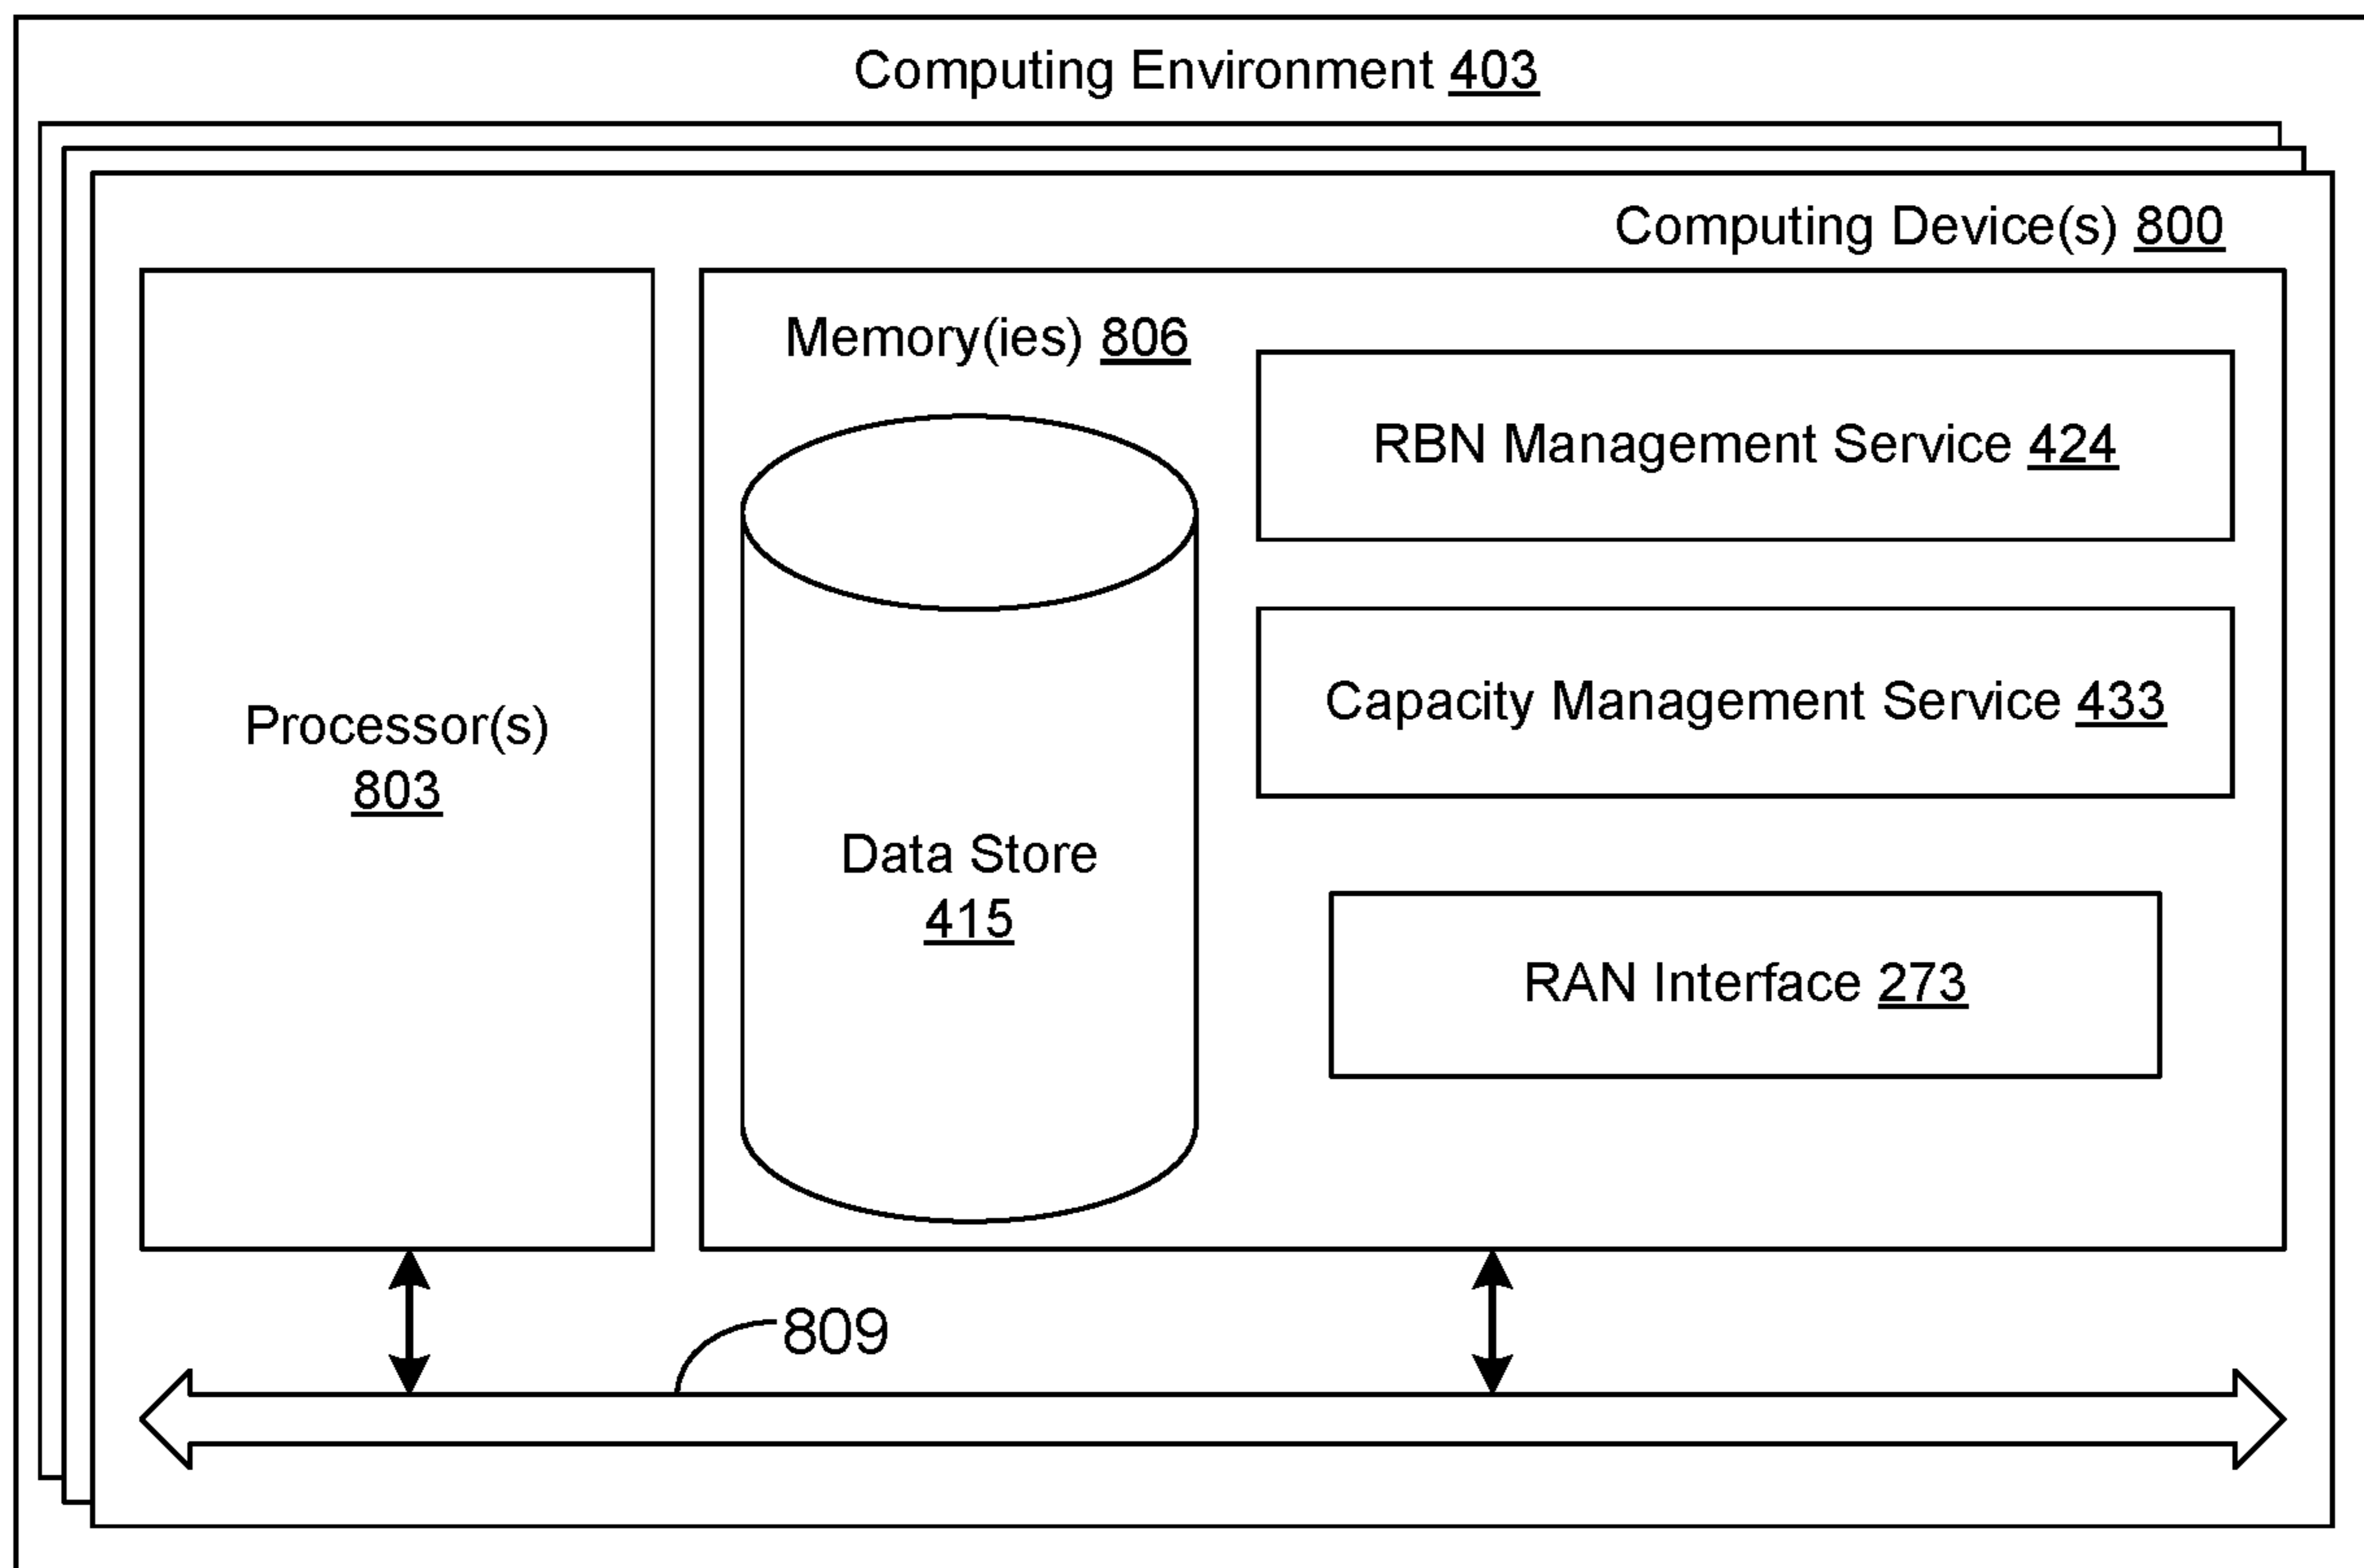 Computing Environment 403
Computing Device(s) 800
Memory(ies) 806
RBN Management Service 424
Capacity Management Service 433
Processor(s)
803
Data Store
415
RAN Interface 273
809